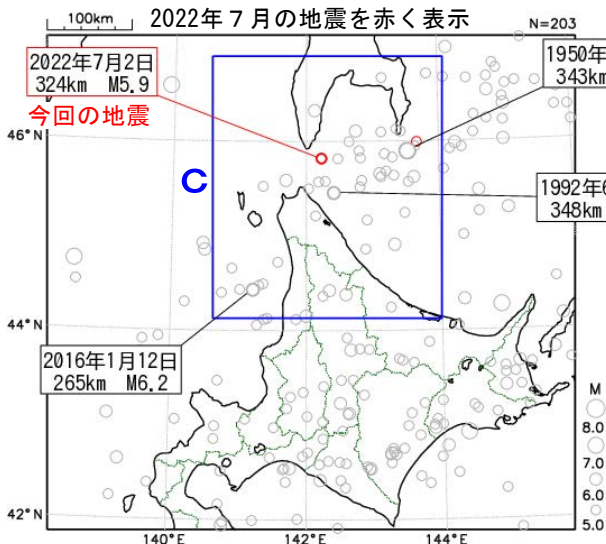 2022年７月の地震を赤く表示
100km
N=203
2022年7月2日
324km M5.9
今回の地震
1950年
343km
46°N
C
1992年6
348km
44°N
2016年1月12日
265km M6.2
M
8.0
7.0
6.0
5.0
42°N
140°E
142°E
144°E